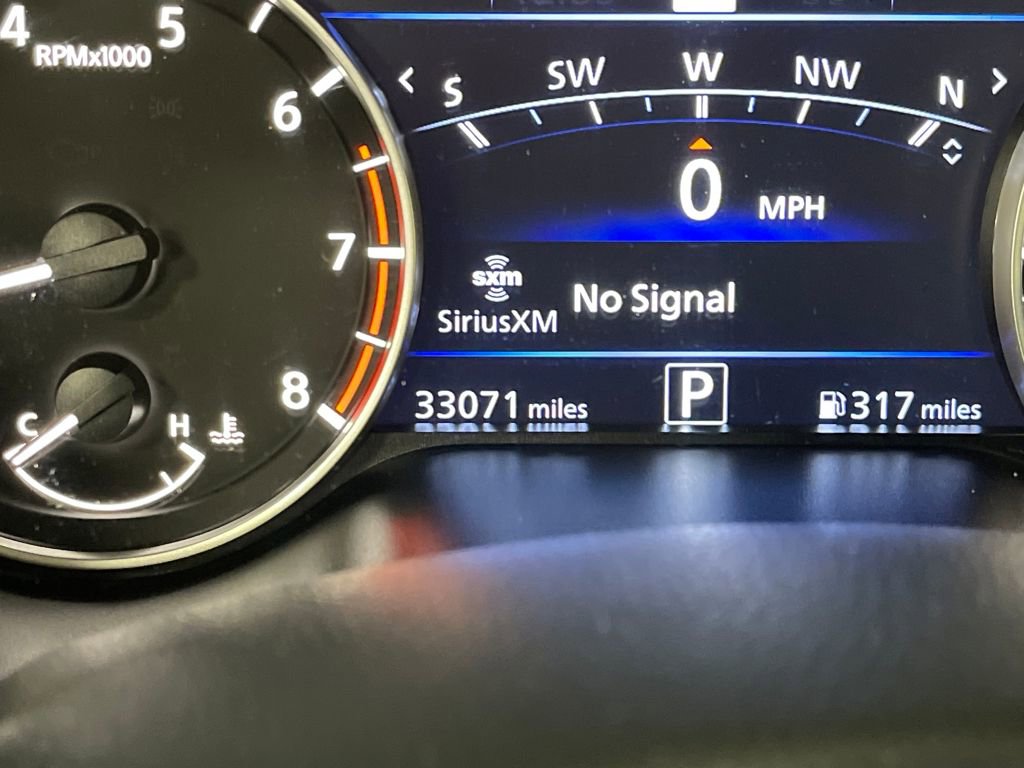 4 5
RPMx1000
6
7
8
C H
< S SW W NW N >
0 MPH
sxm
SiriusXM No Signal
33071 miles P 317 miles